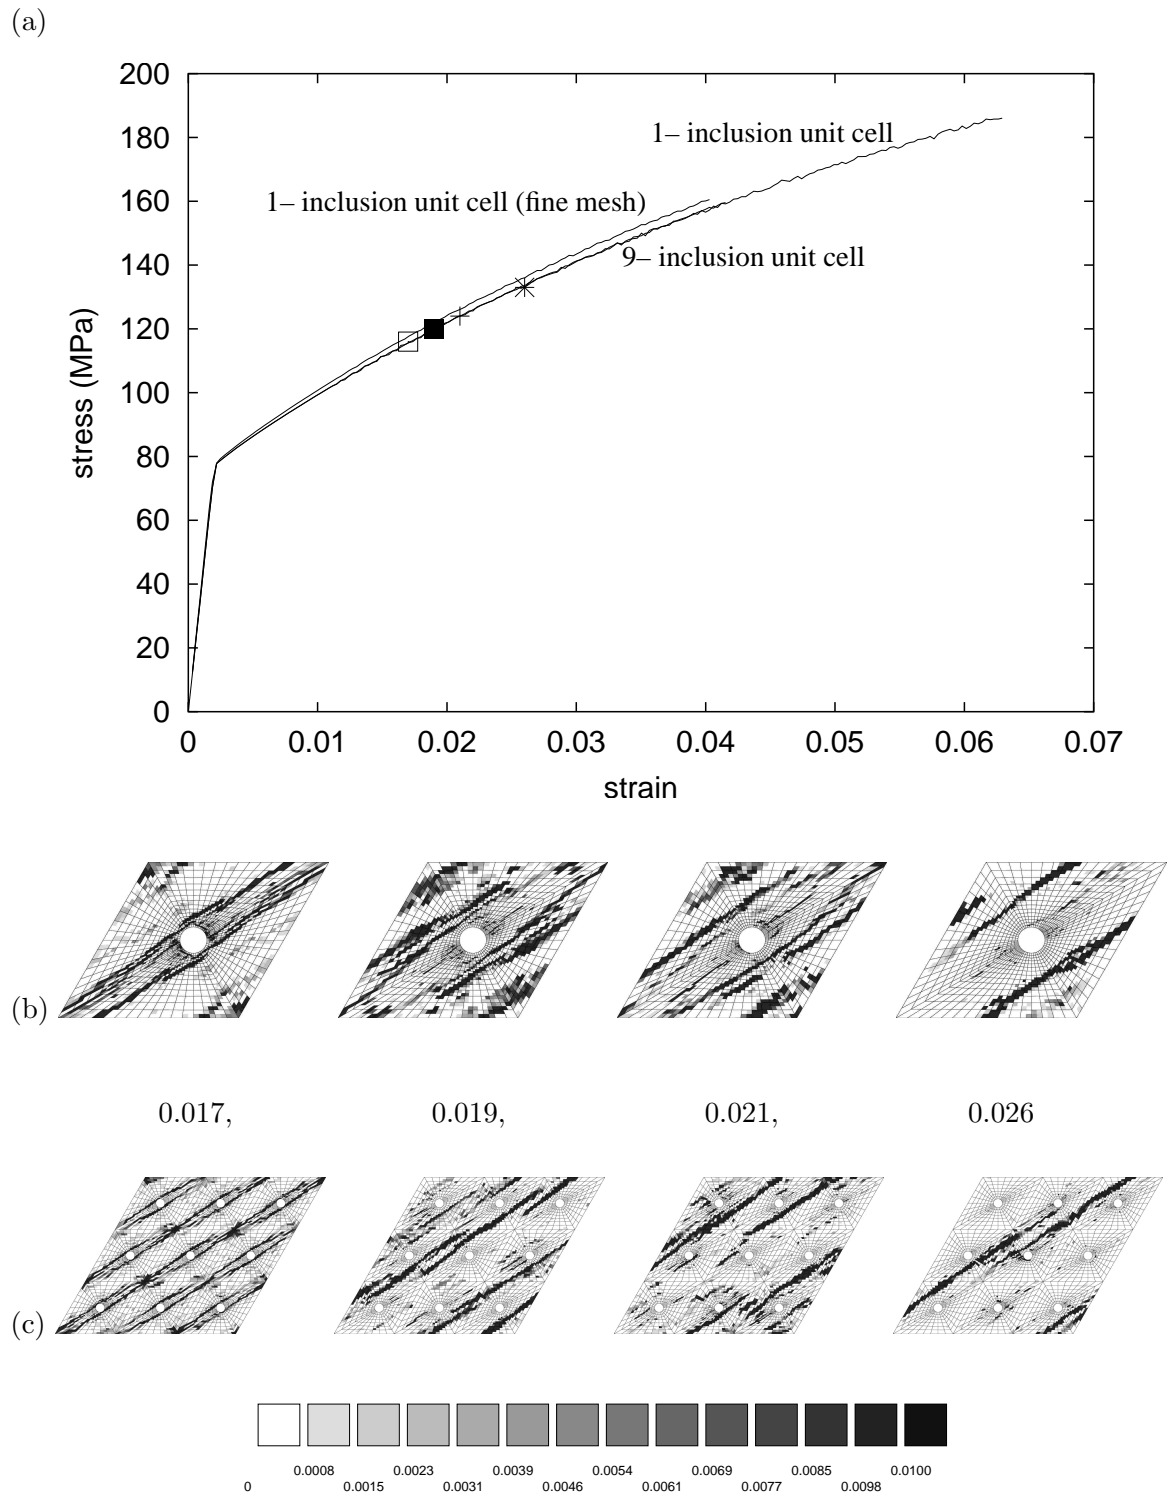 (a)
200
180
160
140
120
100
80
60
40
20
0
stress (MPa)
1– inclusion unit cell
1– inclusion unit cell (fine mesh)
9– inclusion unit cell
0 0.01 0.02 0.03 0.04 0.05 0.06 0.07
strain
(b)
0.017, 0.019, 0.021, 0.026
(c)
0.0008 0.0023 0.0039 0.0054 0.0069 0.0085 0.0100
0 0.0015 0.0031 0.0046 0.0061 0.0077 0.0098